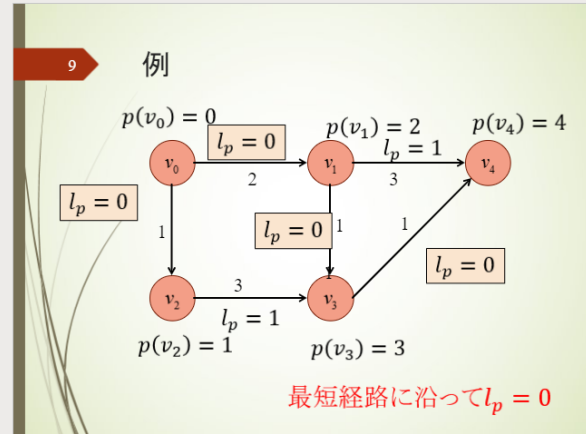 9
例
p(v₀) = 0
l_p = 0
p(v₁) = 2
p(v₄) = 4
l_p = 1
v₀
v₁
v₄
2
3
l_p = 0
1
l_p = 0
1
1
l_p = 0
v₂
3
v₃
1
l_p = 1
p(v₂) = 1
p(v₃) = 3
最短経路に沿ってl_p = 0